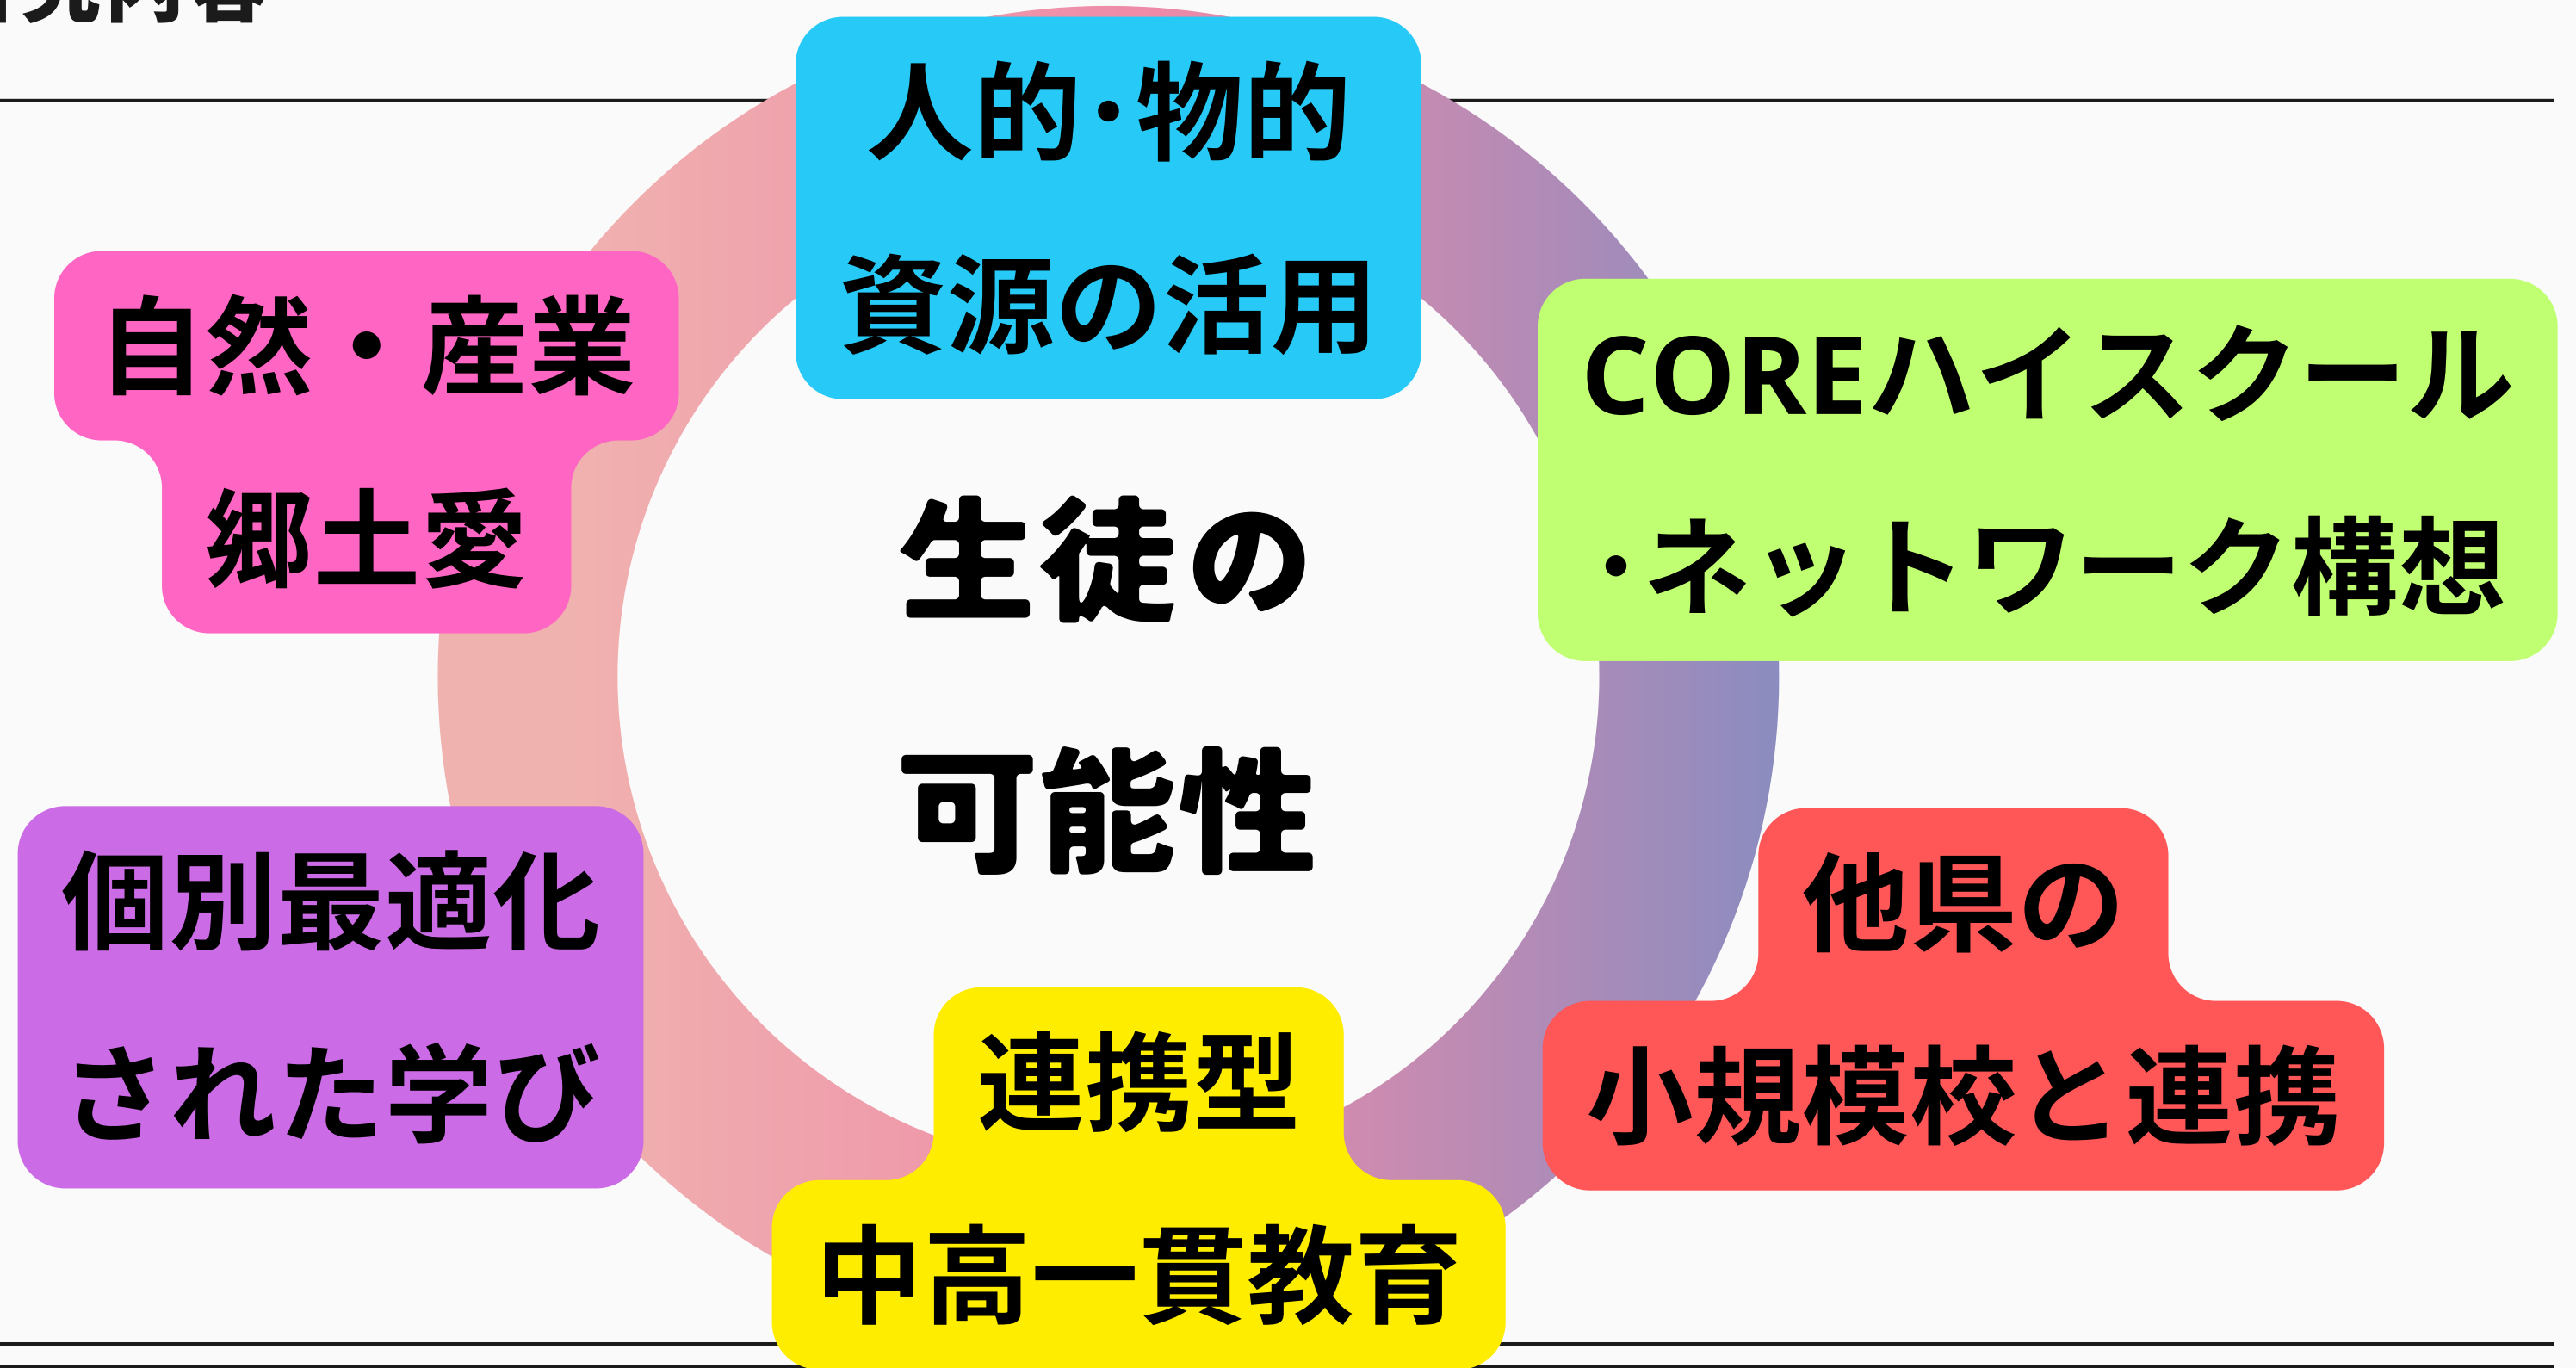 究内容
人的･物的
資源の活用
自然・産業
郷土愛
COREハイスクール
･ネットワーク構想
生徒の
可能性
個別最適化
された学び
他県の
小規模校と連携
連携型
中高一貫教育